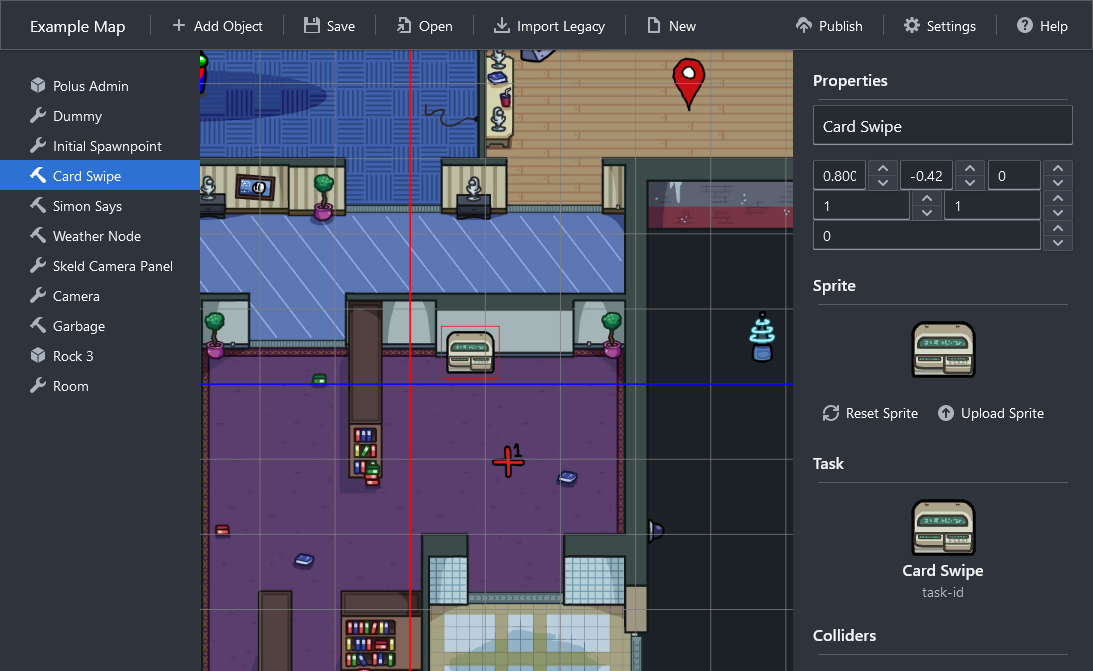 Example Map Add Object Save Open Import Legacy New Publish Settings Help
Polus Admin
Dummy
Initial Spawnpoint
Card Swipe
Simon Says
Weather Node
Skeld Camera Panel
Camera
Garbage
Rock 3
Room
1
Properties
Card Swipe
0.800 -0.42 0
1 1
0
Sprite
Reset Sprite Upload Sprite
Task
Card Swipe
task-id
Colliders